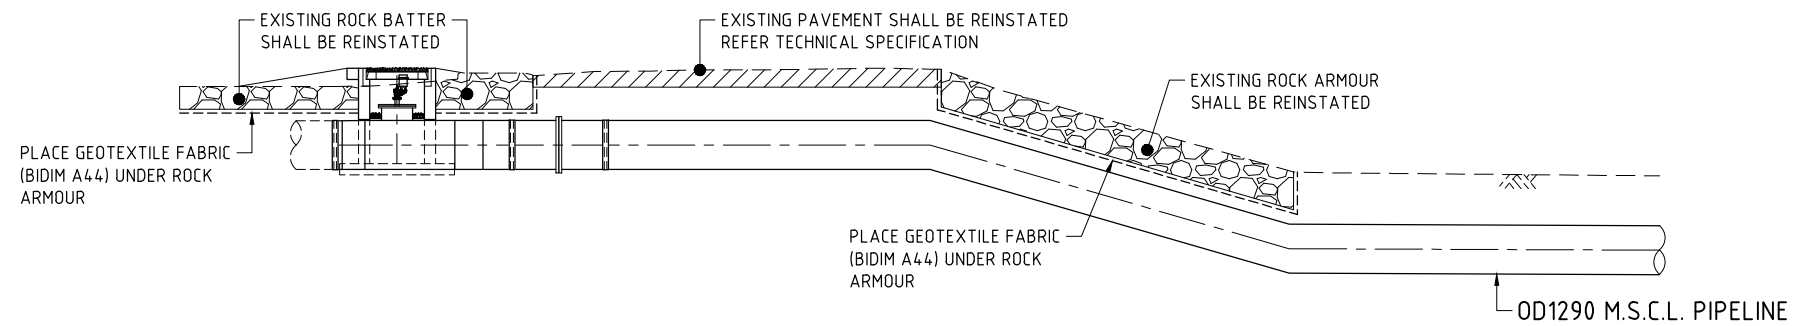 EXISTING ROCK BATTER
SHALL BE REINSTATED
EXISTING PAVEMENT SHALL BE REINSTATED
REFER TECHNICAL SPECIFICATION
EXISTING ROCK ARMOUR
SHALL BE REINSTATED
PLACE GEOTEXTILE FABRIC
(BIDIM A44) UNDER ROCK
ARMOUR
PLACE GEOTEXTILE FABRIC
(BIDIM A44) UNDER ROCK
ARMOUR
OD1290 M.S.C.L. PIPELINE